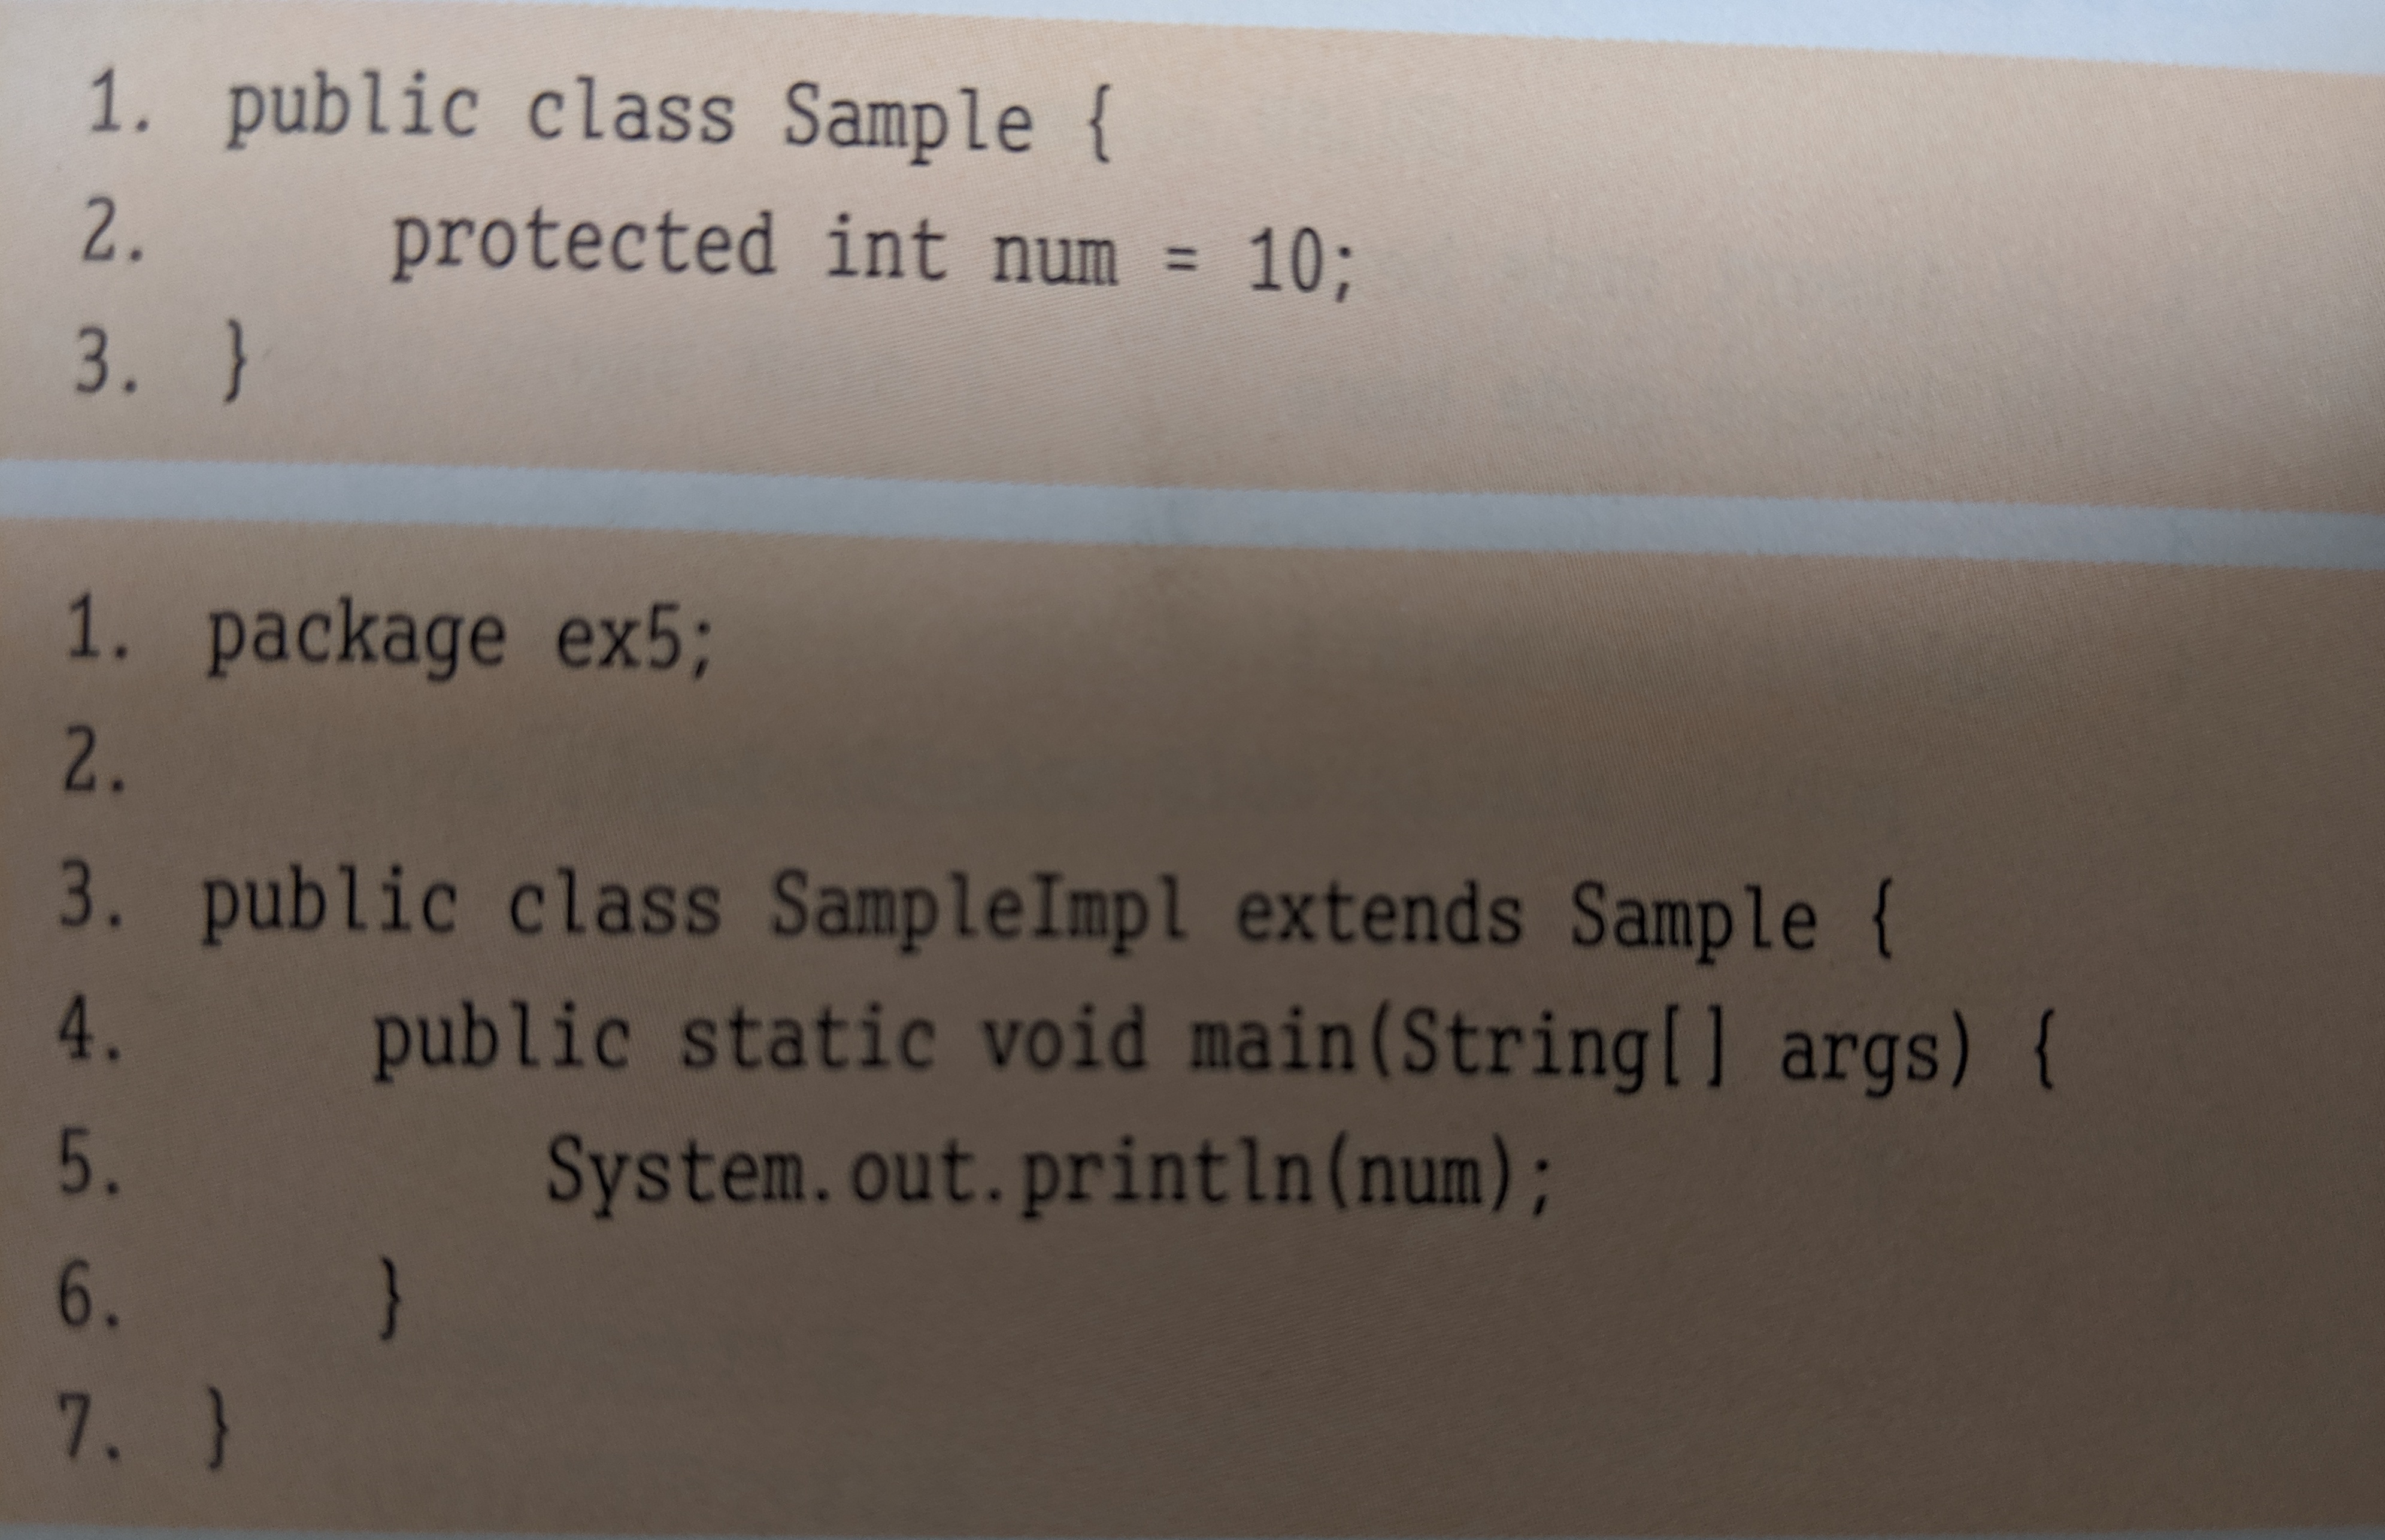 1. public class Sample {
2.     protected int num = 10;
3. }
1. package ex5;
2.
3. public class SampleImpl extends Sample {
4.     public static void main(String[] args) {
5.         System.out.println(num);
6.     }
7. }